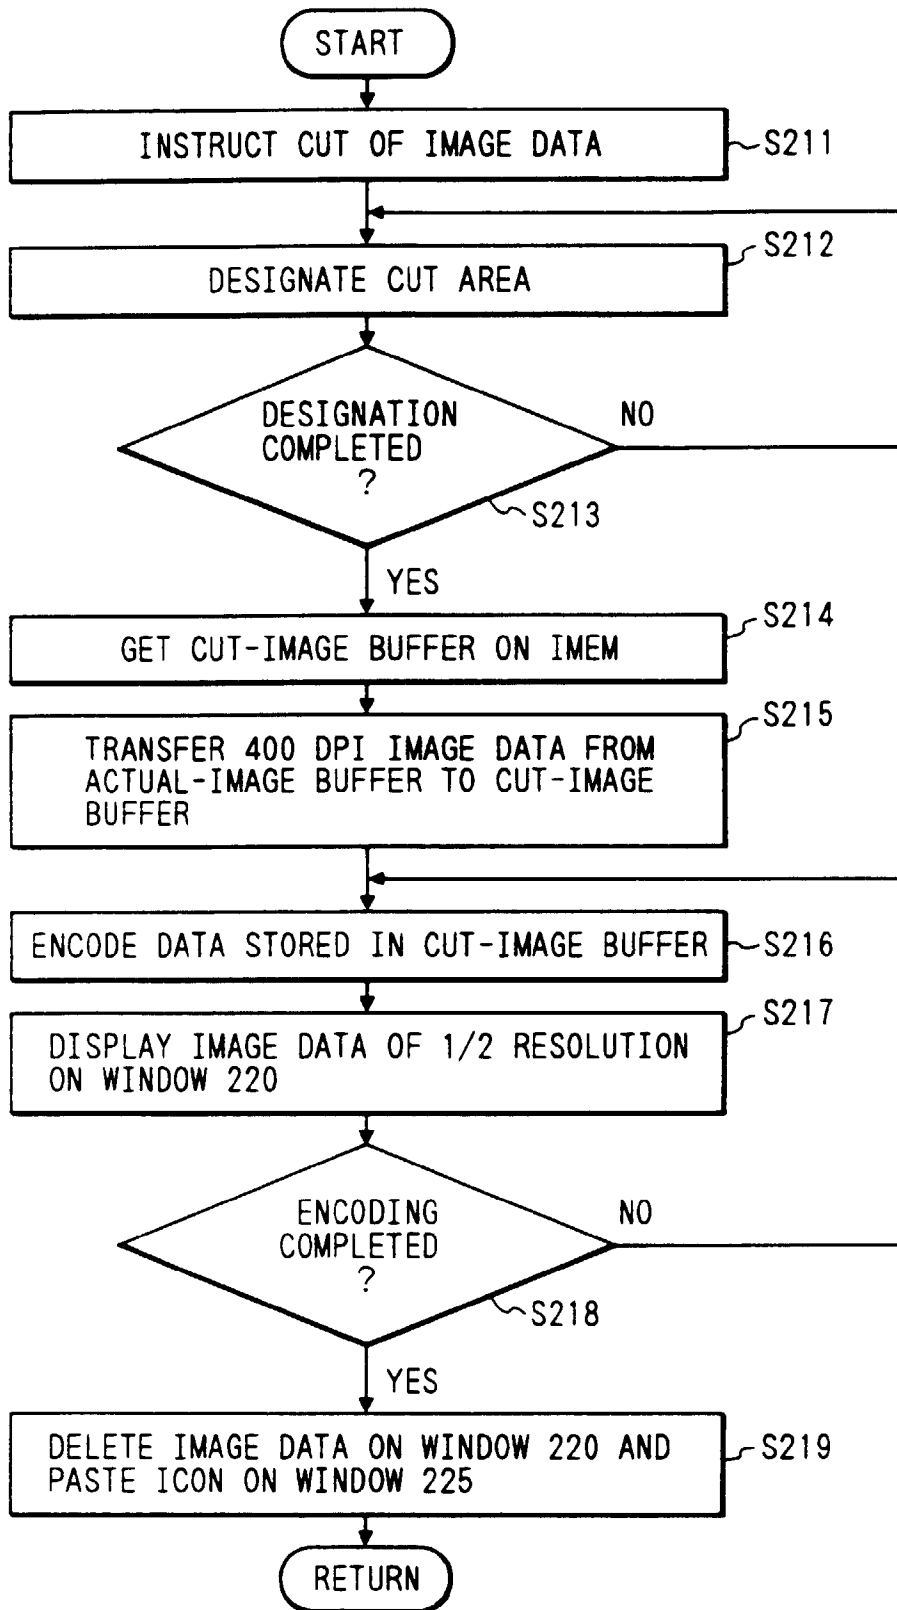 START
INSTRUCT CUT OF IMAGE DATA
S211
S212
DESIGNATE CUT AREA
DESIGNATION
COMPLETED
?
NO
S213
YES
S214
GET CUT-IMAGE BUFFER ON IMEM
S215
TRANSFER 400 DPI IMAGE DATA FROM
ACTUAL-IMAGE BUFFER TO CUT-IMAGE
BUFFER
ENCODE DATA STORED IN CUT-IMAGE BUFFER
S216
S217
DISPLAY IMAGE DATA OF 1/2 RESOLUTION
ON WINDOW 220
ENCODING
COMPLETED
?
NO
S218
YES
DELETE IMAGE DATA ON WINDOW 220 AND
PASTE ICON ON WINDOW 225
S219
RETURN